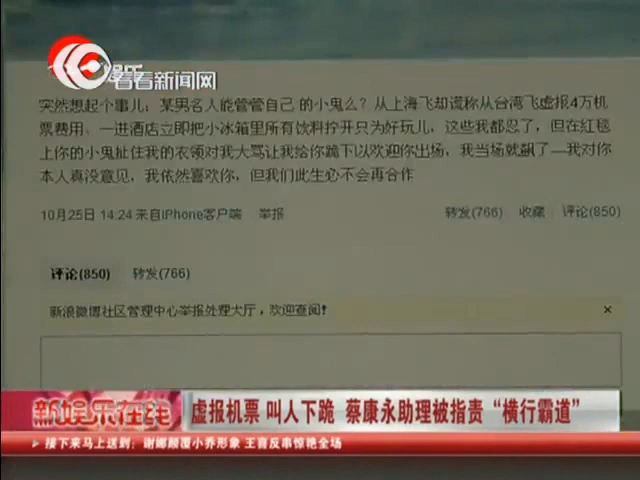 看看新闻网
突然想起个事儿：某男名人能管管自己 的小鬼么？从上海飞却谎称从台湾飞虚报4万机
票费用、一进酒店立即把小冰箱里所有饮料拧开只为好玩儿，这些我都忍了，但在红毯
上你的小鬼扯住我的衣领对我大骂让我给你跪下以欢迎你出场，我当场就飙了—我对你
本人真没意见，我依然喜欢你，但我们此生心不会再合作
10月25日 14:24 来自iPhone客户端 举报 转发(766) 收藏 评论(850)
评论(850) 转发(766)
新浪微博社区管理中心举报处理大厅，欢迎查阅！ ×
新娱乐在线 虚报机票 叫人下跪 蔡康永助理被指责“横行霸道”
接下来马上送到：谢娜颠覆小乔形象 王喜反串惊艳全场